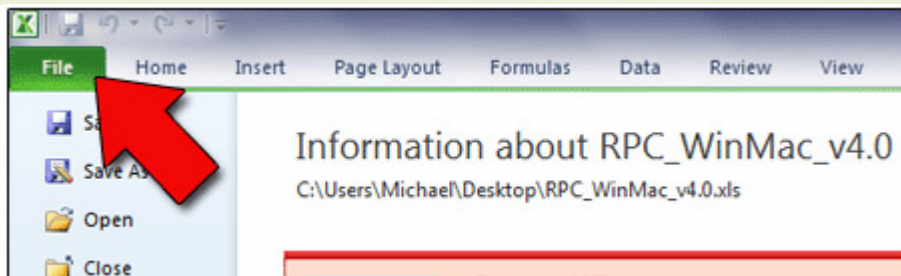 File Home Insert Page Layout Formulas Data Review View
Save As
Open
Close
Information about RPC_WinMac_v4.0
C:\Users\Michael\Desktop\RPC_WinMac_v4.0.xls